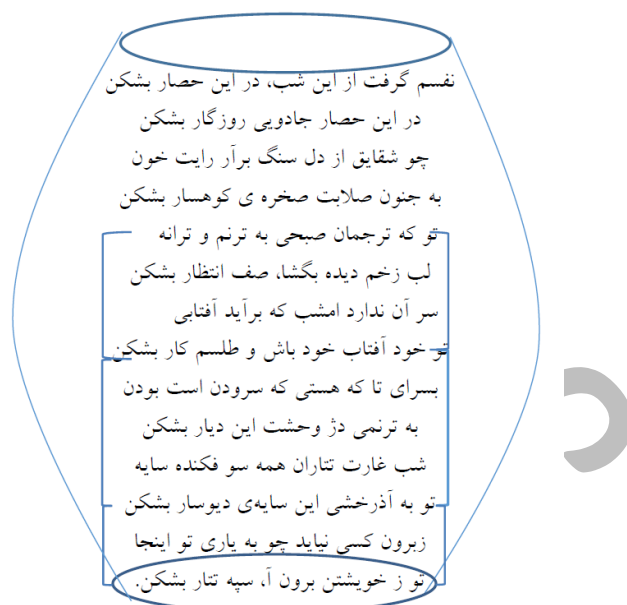 نفسم گرفت از این شب، در این حصار بشکن
در این حصار جادویی روزگار بشکن
چو شقایق از دل سنگ برآر رایت خون
به جنون صلابت صخره ی کوهسار بشکن
تو که ترجمان صبحی به ترنم و ترانه
لب زخم دیده بگشا، صف انتظار بشکن
سر آن ندارد امشب که برآید آفتابی
تو خود آفتاب خود باش و طلسم کار بشکن
بسرای تا که هستی که سرودن است بودن
به ترنمی دژ وحشت این دیار بشکن
شب غارت تتاران همه سو فکنده سایه
تو به آذرخشی این سایه‌ی دیوسار بشکن
زبرون کسی نیاید چو به یاری تو اینجا
تو ز خویشتن برون آ، سپه تتار بشکن.